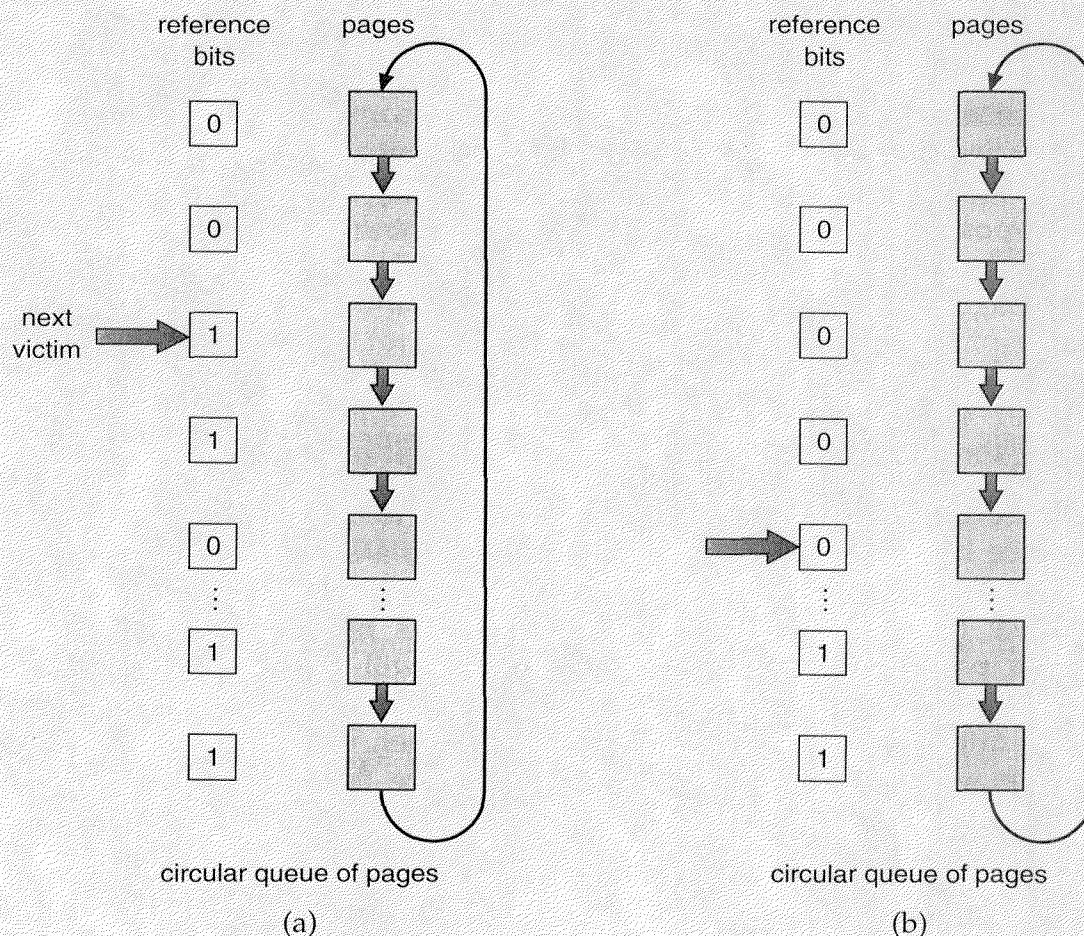 reference
bits
pages
0
0
next
victim
1
1
0
1
1
circular queue of pages
(a)
reference
bits
pages
0
0
0
0
0
1
1
circular queue of pages
(b)